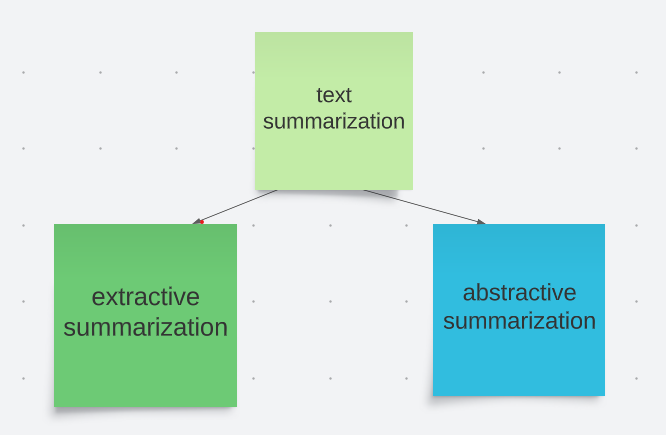 text
summarization
extractive
summarization
abstractive
summarization